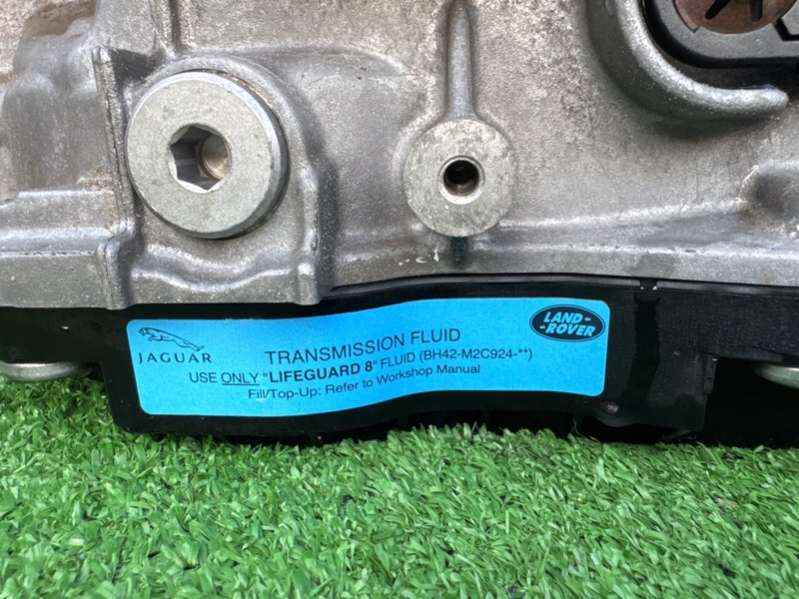 JAGUAR
TRANSMISSION FLUID
USE ONLY "LIFEGUARD 8" FLUID (BH42-M2C924-**)
Fill/Top-Up: Refer to Workshop Manual
LAND-
-ROVER